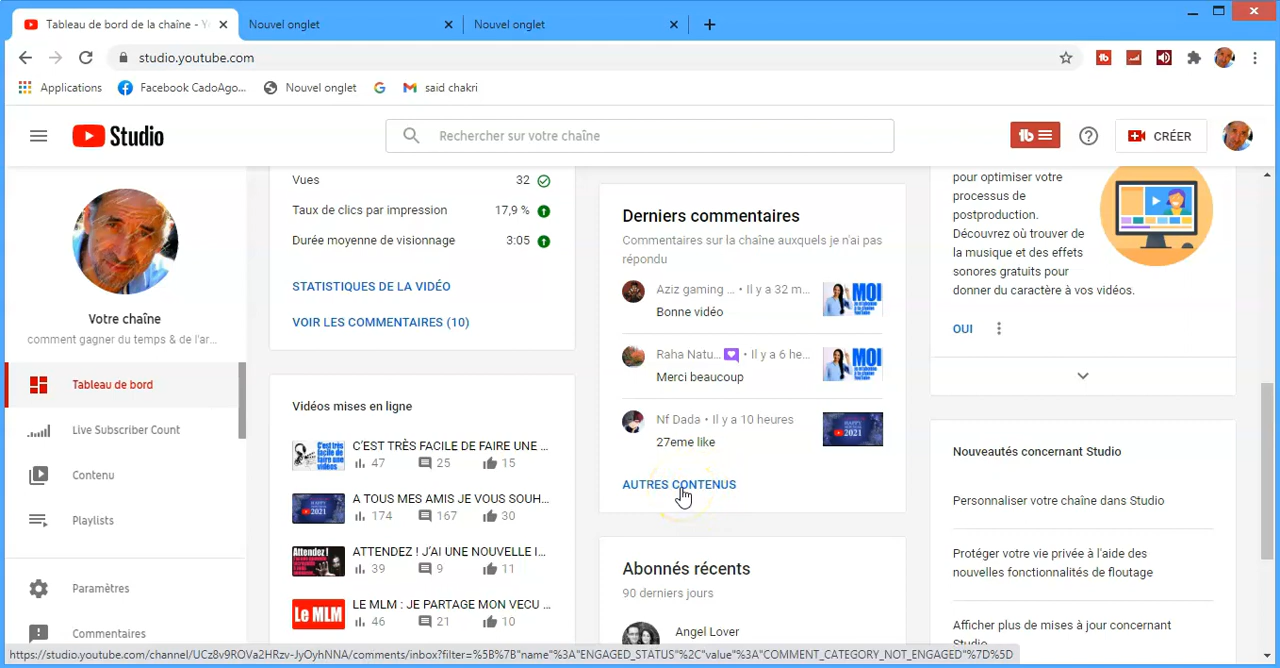 Tableau de bord de la chaîne - Y
Nouvel onglet
Nouvel onglet
studio.youtube.com
Applications
Facebook CadoAgo...
Nouvel onglet
said chakri
Studio
Rechercher sur votre chaîne
CRÉER
Votre chaîne
comment gagner du temps & de l'ar...
Tableau de bord
Live Subscriber Count
Contenu
Playlists
Paramètres
Commentaires
Vues 32
Taux de clics par impression 17,9 %
Durée moyenne de visionnage 3:05
STATISTIQUES DE LA VIDÉO
VOIR LES COMMENTAIRES (10)
Vidéos mises en ligne
C'EST TRÈS FACILE DE FAIRE UNE ...
47 25 15
A TOUS MES AMIS JE VOUS SOUH...
174 167 30
ATTENDEZ ! J'AI UNE NOUVELLE I...
39 9 11
Le MLM
LE MLM : JE PARTAGE MON VECU ...
46 21 10
Derniers commentaires
Commentaires sur la chaîne auxquels je n'ai pas
répondu
Aziz gaming ... • Il y a 32 m...
Bonne vidéo
MOI
Raha Natu... • Il y a 6 he...
Merci beaucoup
MOI
Nf Dada • Il y a 10 heures
27eme like
2021
AUTRES CONTENUS
Abonnés récents
90 derniers jours
Angel Lover
pour optimiser votre
processus de
postproduction.
Découvrez où trouver de
la musique et des effets
sonores gratuits pour
donner du caractère à vos vidéos.
OUI
Nouveautés concernant Studio
Personnaliser votre chaîne dans Studio
Protéger votre vie privée à l'aide des
nouvelles fonctionnalités de floutage
Afficher plus de mises à jour concernant
Studio
https://studio.youtube.com/channel/UCz8v9ROVa2HRzv-JyOyhNNA/comments/inbox?filter=%5B%7B"name"%3A"ENGAGED_STATUS"%2C"value"%3A"COMMENT_CATEGORY_NOT_ENGAGED"%7D%5D